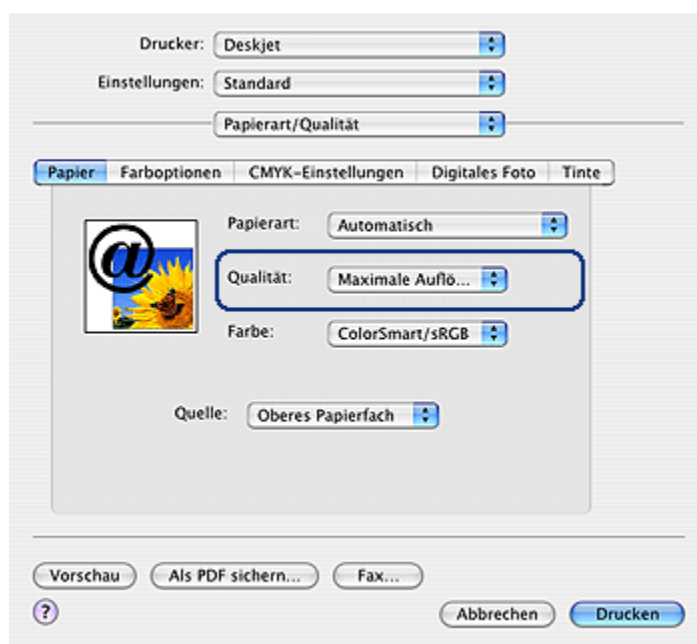 Drucker: Deskjet
Einstellungen: Standard
Papierart/Qualität
Papier Farboptionen CMYK-Einstellungen Digitales Foto Tinte
Papierart: Automatisch
Qualität: Maximale Auflö...
Farbe: ColorSmart/sRGB
Quelle: Oberes Papierfach
Vorschau Als PDF sichern... Fax...
? Abbrechen Drucken